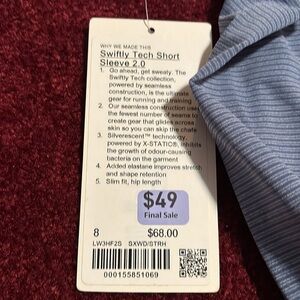 WHY WE MADE THIS
Swiftly Tech Short
Sleeve 2.0
1. Go ahead, get sweaty. The
Swiftly Tech collection,
powered by seamless
construction, is the ultimate
gear for running and training
2. Our seamless construction uses
the fewest number of seams to
create gear that glides across
skin so you can skip the chafe
3. Silverescent™ technology,
powered by X-STATIC®, inhibits
the growth of odour-causing
bacteria on the garment
4. Added elastane improves stretch
and shape retention
5. Slim fit, hip length
$49
Final Sale
8 $68.00
LW3HF2S SXWD/STRH
000155851069